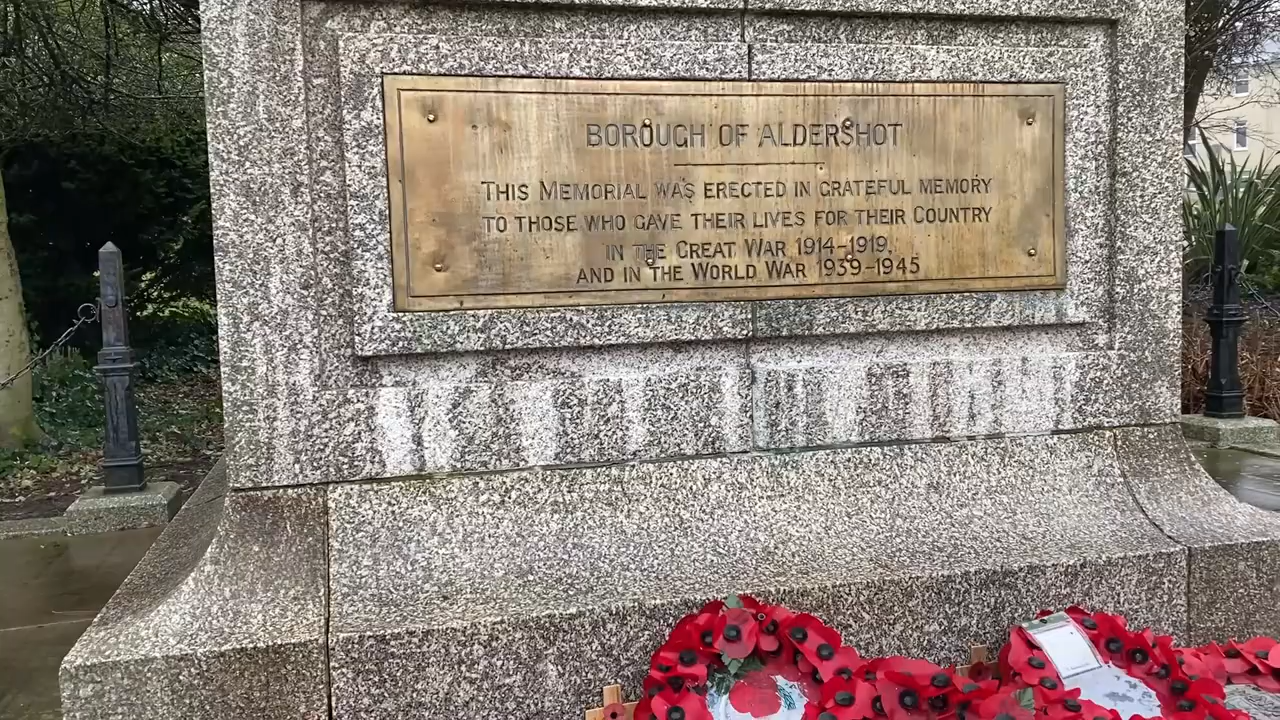 BOROUGH OF ALDERSHOT
THIS MEMORIAL WAS ERECTED IN GRATEFUL MEMORY
TO THOSE WHO GAVE THEIR LIVES FOR THEIR COUNTRY
IN THE GREAT WAR 1914-1919,
AND IN THE WORLD WAR 1939-1945